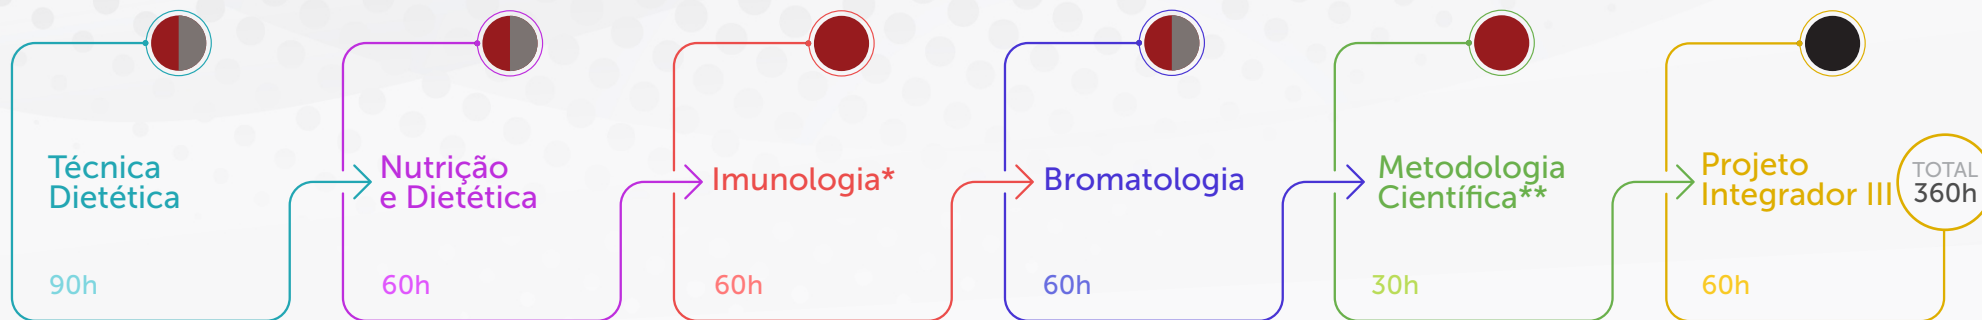 Técnica
Dietética
90h
Nutrição
e Dietética
60h
Imunologia*
60h
Bromatologia
60h
Metodologia
Científica**
30h
Projeto
Integrador III
60h
TOTAL
360h